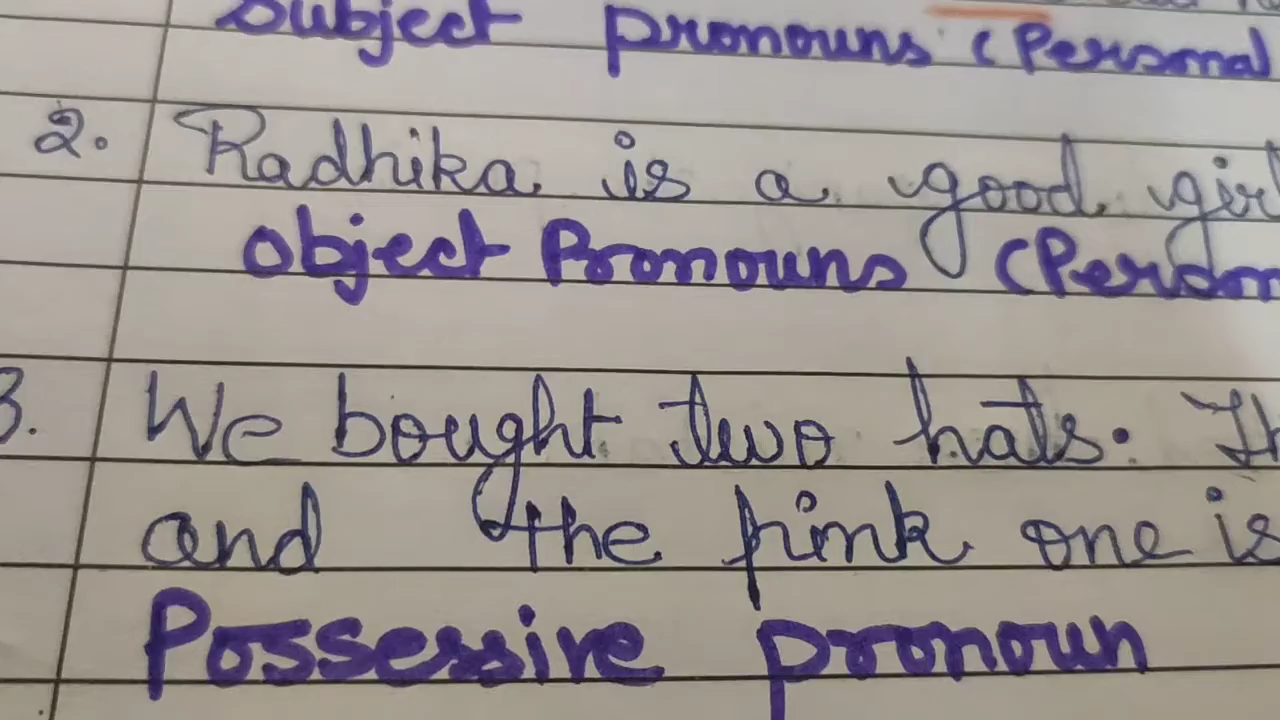 Subject pronouns (Personal
2. Radhika is a good girl
Object Pronouns (Person
3. We bought two hats. Th
and the pink one is
Possessive pronoun